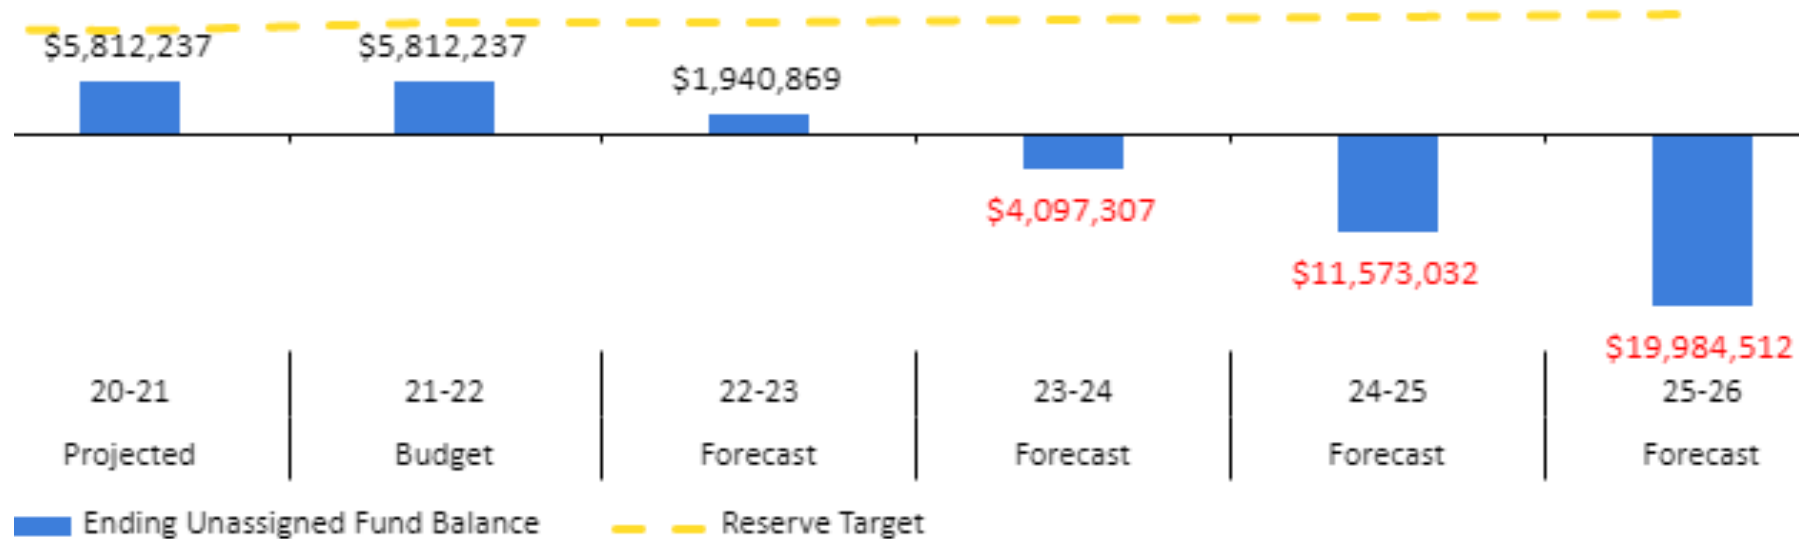 $5,812,237 $5,812,237
$1,940,869
$4,097,307
$11,573,032
$19,984,512
20-21 21-22 22-23 23-24 24-25 25-26
Projected Budget Forecast Forecast Forecast Forecast
Ending Unassigned Fund Balance Reserve Target